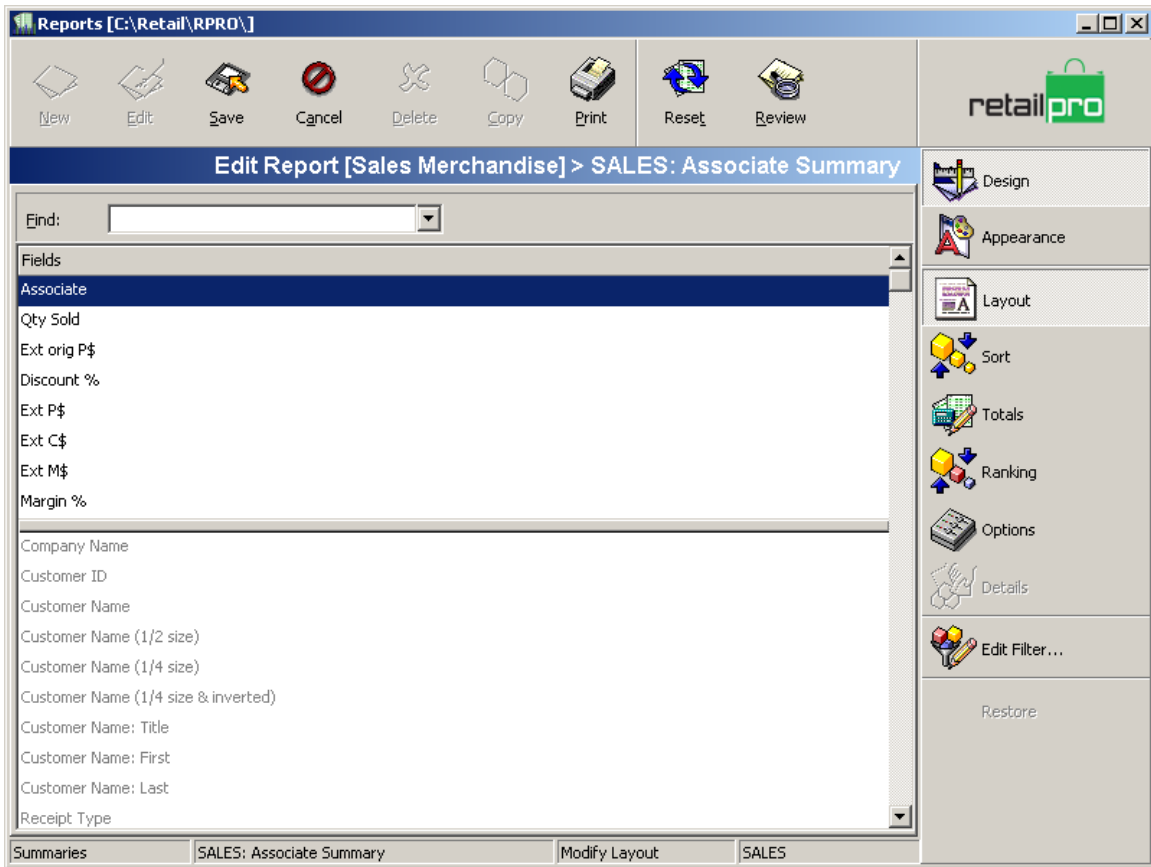 Reports [C:\Retail\RPRO\]
New Edit Save Cancel Delete Copy Print Reset Review
retailpro
Edit Report [Sales Merchandise] > SALES: Associate Summary
Find:
Fields
Associate
Qty Sold
Ext orig P$
Discount %
Ext P$
Ext C$
Ext M$
Margin %
Company Name
Customer ID
Customer Name
Customer Name (1/2 size)
Customer Name (1/4 size)
Customer Name (1/4 size & inverted)
Customer Name: Title
Customer Name: First
Customer Name: Last
Receipt Type
Design
Appearance
Layout
Sort
Totals
Ranking
Options
Details
Edit Filter...
Restore
Summaries SALES: Associate Summary Modify Layout SALES